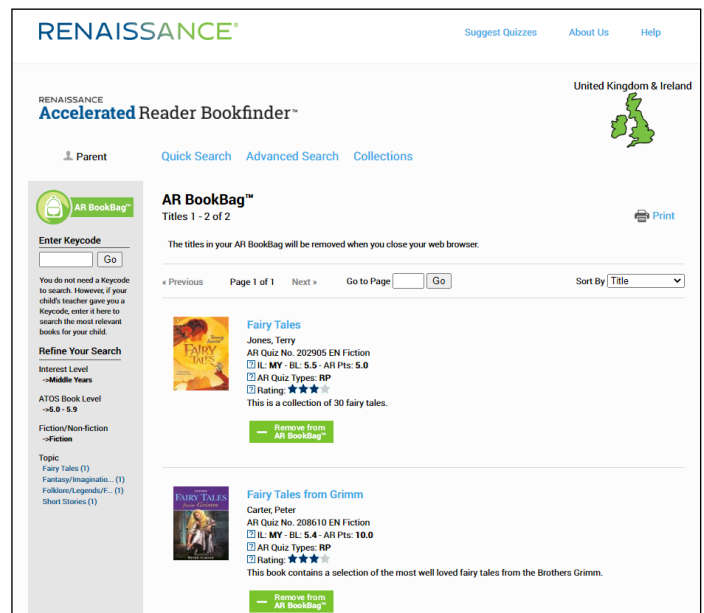 RENAISSANCE®
Suggest Quizzes About Us Help
United Kingdom & Ireland
RENAISSANCE
Accelerated Reader Bookfinder™
Parent Quick Search Advanced Search Collections
AR BookBag™
Enter Keycode
Go
You do not need a Keycode
to search. However, if your
child's teacher gave you a
Keycode, enter it here to
search the most relevant
books for your child.
Refine Your Search
Interest Level
->Middle Years
ATOS Book Level
->5.0 - 5.9
Fiction/Non-fiction
->Fiction
Topic
Fairy Tales (1)
Fantasy/Imaginatio... (1)
Folklore/Legends/F... (1)
Short Stories (1)
AR BookBag™
Titles 1 - 2 of 2
Print
The titles in your AR BookBag will be removed when you close your web browser.
« Previous Page 1 of 1 Next » Go to Page Go Sort By Title
Terry
Jones'
FAIRY
TALES
Fairy Tales
Jones, Terry
AR Quiz No. 202905 EN Fiction
? IL: MY - BL: 5.5 - AR Pts: 5.0
? AR Quiz Types: RP
? Rating:
This is a collection of 30 fairy tales.
Remove from
AR BookBag™
FAIRY TALES
from Grimm
PETER CARTER
Fairy Tales from Grimm
Carter, Peter
AR Quiz No. 208610 EN Fiction
? IL: MY - BL: 5.4 - AR Pts: 10.0
? AR Quiz Types: RP
? Rating:
This book contains a selection of the most well loved fairy tales from the Brothers Grimm.
Remove from
AR BookBag™